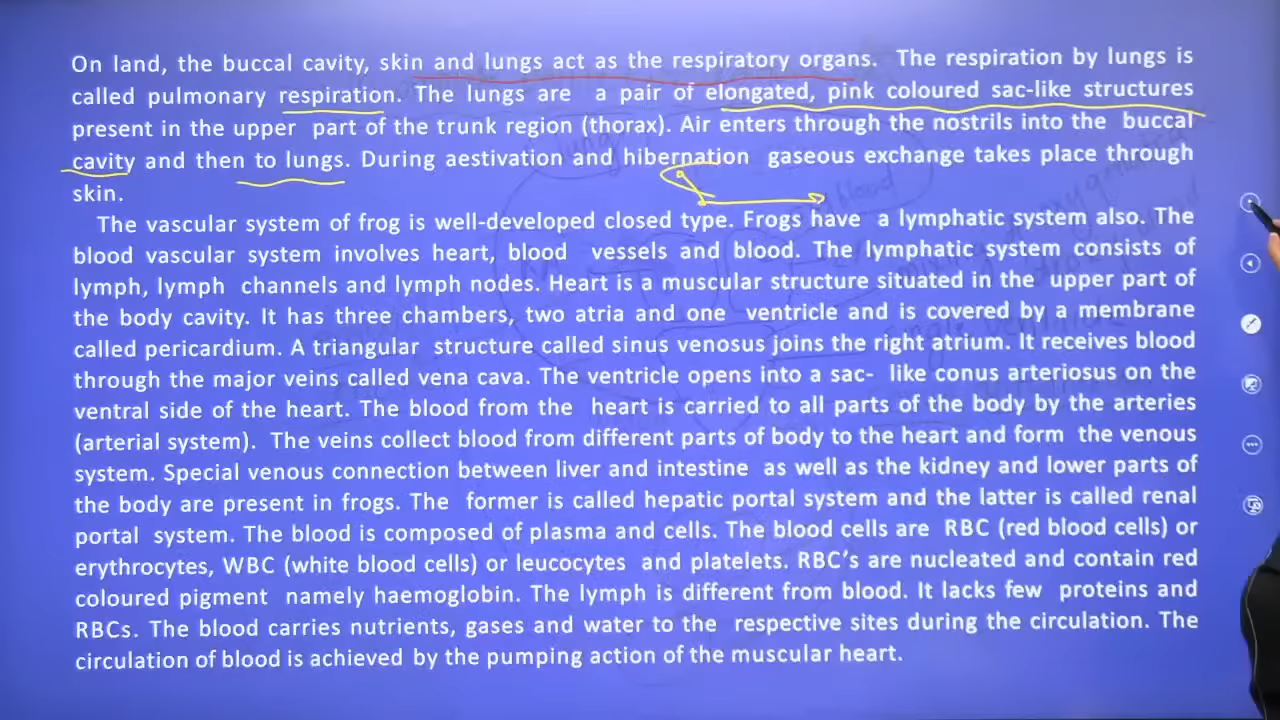 On land, the buccal cavity, skin and lungs act as the respiratory organs. The respiration by lungs is
called pulmonary respiration. The lungs are a pair of elongated, pink coloured sac-like structures
present in the upper part of the trunk region (thorax). Air enters through the nostrils into the buccal
cavity and then to lungs. During aestivation and hibernation gaseous exchange takes place through
skin.
The vascular system of frog is well-developed closed type. Frogs have a lymphatic system also. The
blood vascular system involves heart, blood vessels and blood. The lymphatic system consists of
lymph, lymph channels and lymph nodes. Heart is a muscular structure situated in the upper part of
the body cavity. It has three chambers, two atria and one ventricle and is covered by a membrane
called pericardium. A triangular structure called sinus venosus joins the right atrium. It receives blood
through the major veins called vena cava. The ventricle opens into a sac- like conus arteriosus on the
ventral side of the heart. The blood from the heart is carried to all parts of the body by the arteries
(arterial system). The veins collect blood from different parts of body to the heart and form the venous
system. Special venous connection between liver and intestine as well as the kidney and lower parts of
the body are present in frogs. The former is called hepatic portal system and the latter is called renal
portal system. The blood is composed of plasma and cells. The blood cells are RBC (red blood cells) or
erythrocytes, WBC (white blood cells) or leucocytes and platelets. RBC’s are nucleated and contain red
coloured pigment namely haemoglobin. The lymph is different from blood. It lacks few proteins and
RBCs. The blood carries nutrients, gases and water to the respective sites during the circulation. The
circulation of blood is achieved by the pumping action of the muscular heart.